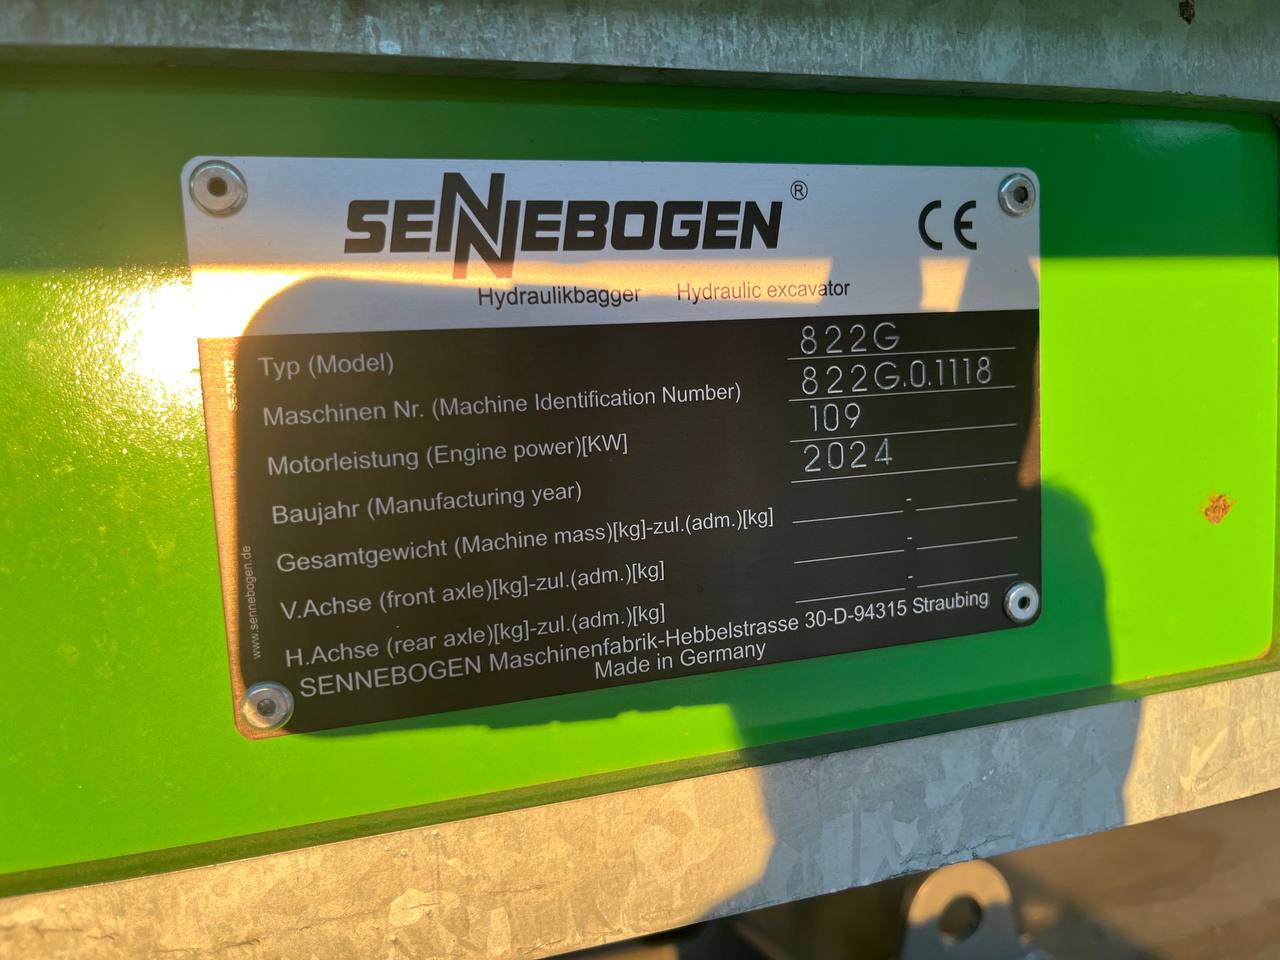 SENNEBOGEN ®
CE
Hydraulikbagger Hydraulic excavator
Typ (Model) 822G
Maschinen Nr. (Machine Identification Number) 822G.0.1118
Motorleistung (Engine power)[KW] 109
Baujahr (Manufacturing year) 2024
Gesamtgewicht (Machine mass)[kg]-zul.(adm.)[kg] -
V.Achse (front axle)[kg]-zul.(adm.)[kg] -
H.Achse (rear axle)[kg]-zul.(adm.)[kg] -
SENNEBOGEN Maschinenfabrik-Hebbelstrasse 30-D-94315 Straubing
Made in Germany
www.sennebogen.de